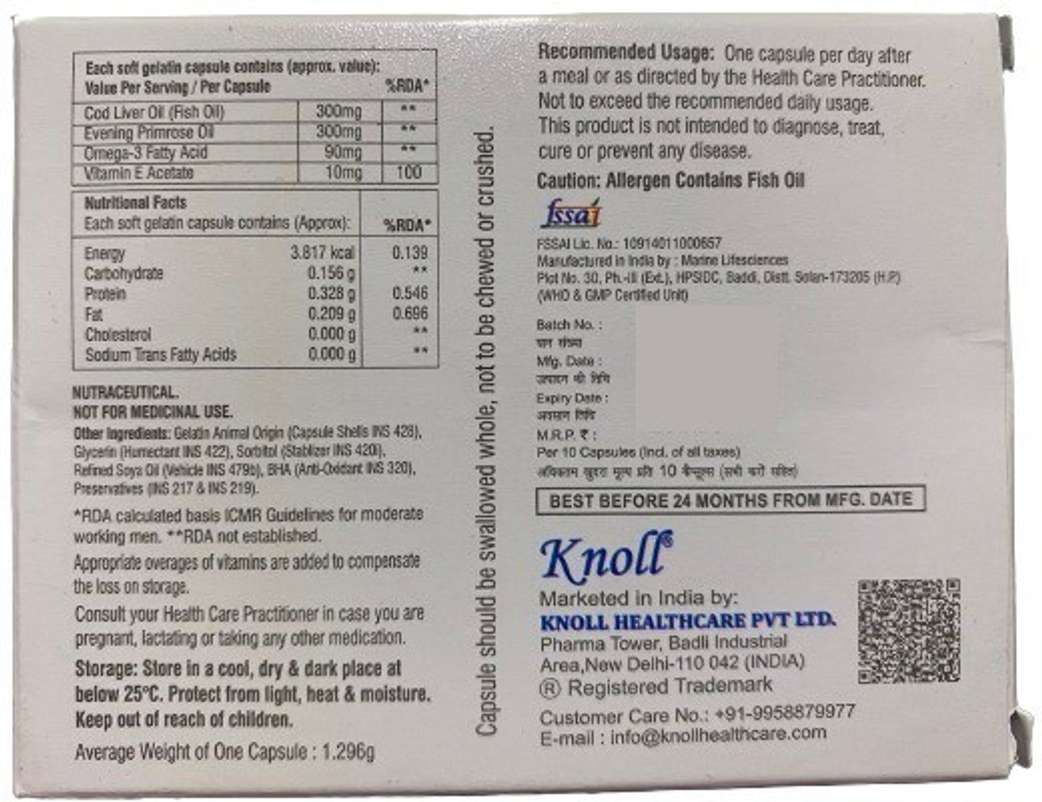 Each soft gelatin capsule contains (approx. value):
Value Per Serving / Per Capsule %RDA*
Cod Liver Oil (Fish Oil) 300mg **
Evening Primrose Oil 300mg **
Omega-3 Fatty Acid 90mg **
Vitamin E Acetate 10mg 100
Nutritional Facts
Each soft gelatin capsule contains (Approx): %RDA*
Energy 3.817 kcal 0.139
Carbohydrate 0.156 g **
Protein 0.328 g 0.546
Fat 0.209 g 0.696
Cholesterol 0.000 g **
Sodium Trans Fatty Acids 0.000 g **
NUTRACEUTICAL.
NOT FOR MEDICINAL USE.
Other Ingredients: Gelatin Animal Origin (Capsule Shells INS 428),
Glycerin (Humectant INS 422), Sorbitol (Stablizer INS 420i),
Refined Soya Oil (Vehicle INS 479b), BHA (Anti-Oxidant INS 320),
Preservatives (INS 217 & INS 219).
*RDA calculated basis ICMR Guidelines for moderate
working men. **RDA not established.
Appropriate overages of vitamins are added to compensate
the loss on storage.
Consult your Health Care Practitioner in case you are
pregnant, lactating or taking any other medication.
Storage: Store in a cool, dry & dark place at
below 25°C. Protect from light, heat & moisture.
Keep out of reach of children.
Average Weight of One Capsule : 1.296g
Capsule should be swallowed whole, not to be chewed or crushed.
Recommended Usage: One capsule per day after
a meal or as directed by the Health Care Practitioner.
Not to exceed the recommended daily usage.
This product is not intended to diagnose, treat,
cure or prevent any disease.
Caution: Allergen Contains Fish Oil
fssai
FSSAI Lic. No.: 10914011000657
Manufactured in India by : Marine Lifesciences
Plot No. 30, Ph.-III (Ext.), HPSIDC, Baddi, Distt. Solan-173205 (H.P.)
(WHO & GMP Certified Unit)
Batch No. :
घान संख्या
Mfg. Date :
उत्पादन की तिथि
Expiry Date :
अवसान तिथि
M.R.P. ₹ :
Per 10 Capsules (Incl. of all taxes)
अधिकतम खुदरा मूल्य प्रति 10 कैप्सूल्स (सभी करों सहित)
BEST BEFORE 24 MONTHS FROM MFG. DATE
Knoll®
Marketed in India by:
KNOLL HEALTHCARE PVT LTD.
Pharma Tower, Badli Industrial
Area,New Delhi-110 042 (INDIA)
® Registered Trademark
Customer Care No.: +91-9958879977
E-mail : info@knollhealthcare.com